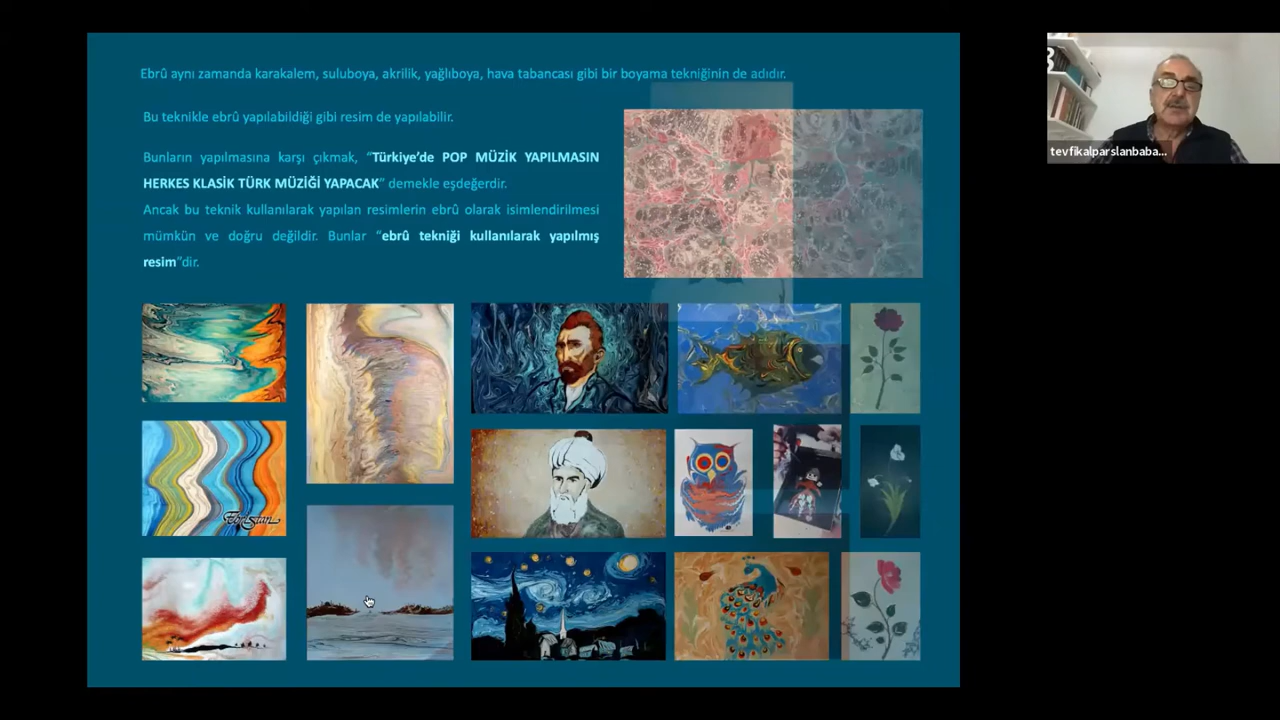 Ebrû aynı zamanda karakalem, suluboya, akrilik, yağlıboya, hava tabancası gibi bir boyama tekniğinin de adıdır.
Bu teknikle ebrû yapılabildiği gibi resim de yapılabilir.
Bunların yapılmasına karşı çıkmak, “Türkiye’de POP MÜZİK YAPILMASIN
HERKES KLASİK TÜRK MÜZİĞİ YAPACAK” demekle eşdeğerdir.
Ancak bu teknik kullanılarak yapılan resimlerin ebrû olarak isimlendirilmesi
mümkün ve doğru değildir. Bunlar “ebrû tekniği kullanılarak yapılmış
resim”dir.
tevfikalparslanbaba...